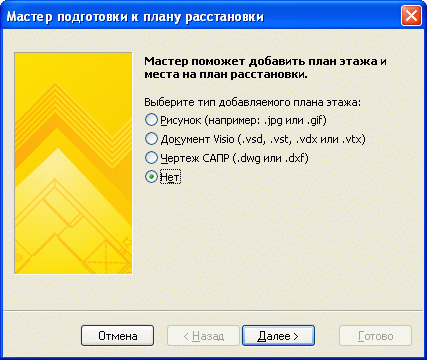 Мастер подготовки к плану расстановки
Мастер поможет добавить план этажа и
места на план расстановки.
Выберите тип добавляемого плана этажа:
Рисунок (например: .jpg или .gif)
Документ Visio (.vsd, .vst, .vdx или .vtx)
Чертеж САПР (.dwg или .dxf)
Нет
Отмена
< Назад
Далее >
Готово